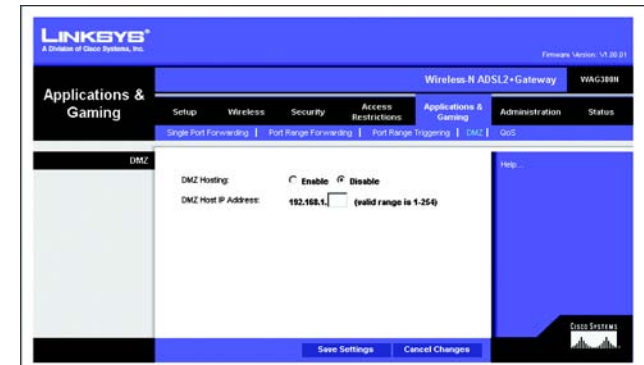 LINKSYS®
A Division of Cisco Systems, Inc.
Firmware Version: V1.00.01
Applications & Gaming
Wireless-N ADSL2+Gateway
WAG300N
Setup Wireless Security Access Restrictions Applications & Gaming Administration Status
Single Port Forwarding | Port Range Forwarding | Port Range Triggering | DMZ | QoS
DMZ
DMZ Hosting: Enable Disable
DMZ Host IP Address: 192.168.1. (valid range is 1-254)
Help...
Save Settings Cancel Changes
CISCO SYSTEMS